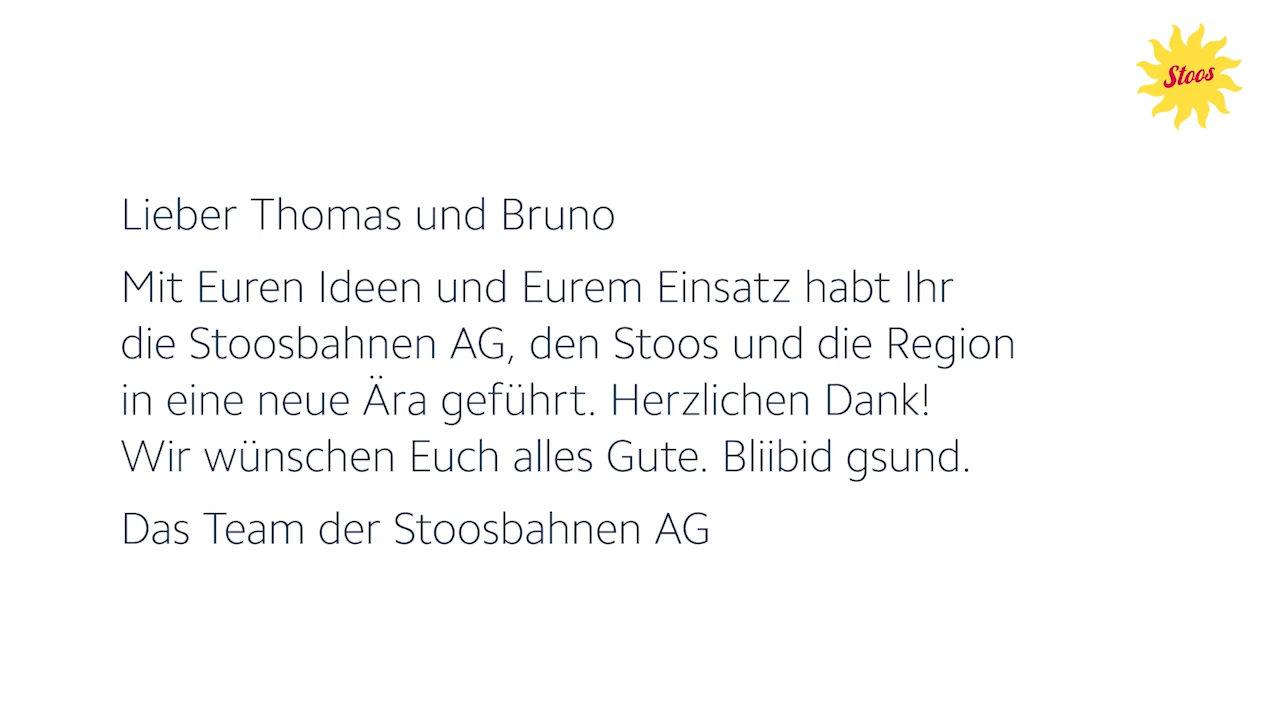 Stoos
Lieber Thomas und Bruno
Mit Euren Ideen und Eurem Einsatz habt Ihr
die Stoosbahnen AG, den Stoos und die Region
in eine neue Ära geführt. Herzlichen Dank!
Wir wünschen Euch alles Gute. Bliibid gsund.
Das Team der Stoosbahnen AG